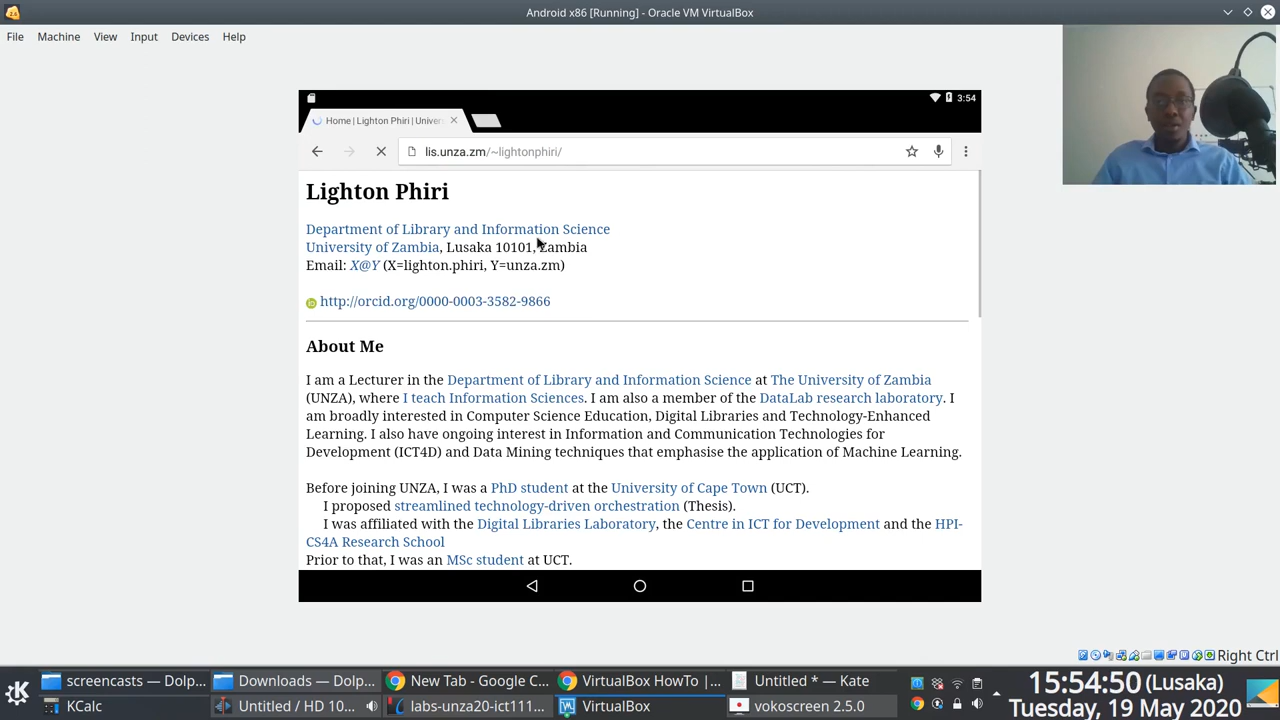 Android x86 [Running] - Oracle VM VirtualBox
File Machine View Input Devices Help
3:54
Home | Lighton Phiri | Univer
lis.unza.zm/~lightonphiri/
Lighton Phiri
Department of Library and Information Science
University of Zambia, Lusaka 10101, Zambia
Email: X@Y (X=lighton.phiri, Y=unza.zm)
http://orcid.org/0000-0003-3582-9866
About Me
I am a Lecturer in the Department of Library and Information Science at The University of Zambia
(UNZA), where I teach Information Sciences. I am also a member of the DataLab research laboratory. I
am broadly interested in Computer Science Education, Digital Libraries and Technology-Enhanced
Learning. I also have ongoing interest in Information and Communication Technologies for
Development (ICT4D) and Data Mining techniques that emphasise the application of Machine Learning.
Before joining UNZA, I was a PhD student at the University of Cape Town (UCT).
I proposed streamlined technology-driven orchestration (Thesis).
I was affiliated with the Digital Libraries Laboratory, the Centre in ICT for Development and the HPI-
CS4A Research School
Prior to that, I was an MSc student at UCT.
Right Ctrl
screencasts — Dolp... Downloads — Dolp... New Tab - Google C... VirtualBox HowTo |... Untitled * — Kate
KCalc Untitled / HD 10... labs-unza20-ict111... VirtualBox vokoscreen 2.5.0
15:54:50 (Lusaka)
Tuesday, 19 May 2020